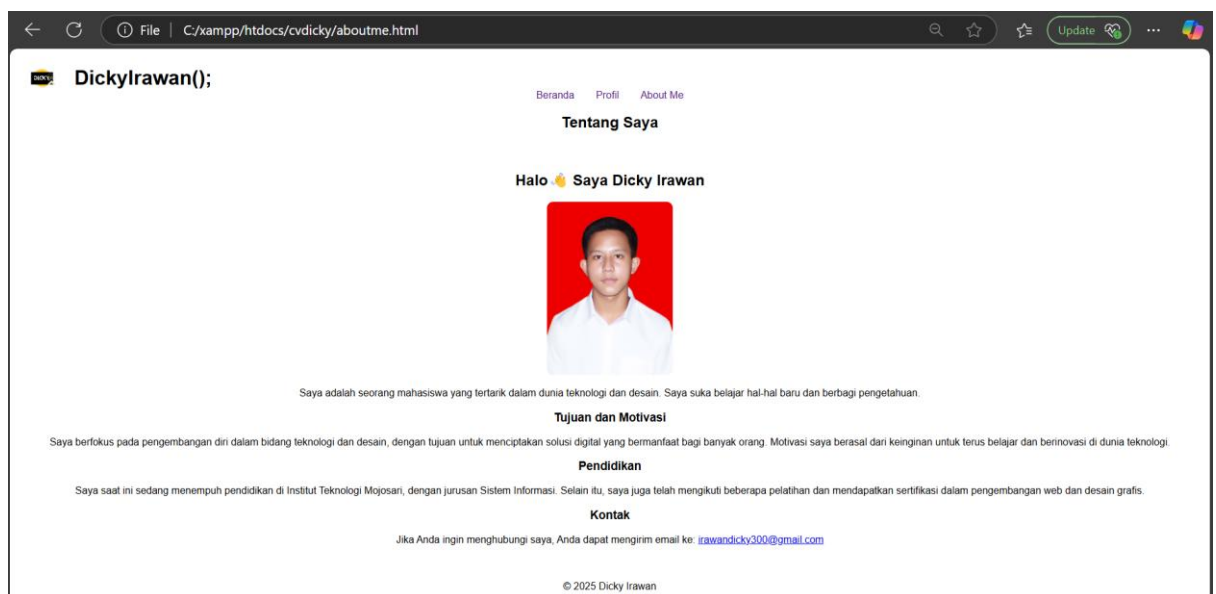 File | C:/xampp/htdocs/cvdicky/aboutme.html
Update
DickyIrawan();
Beranda Profil About Me
Tentang Saya
Halo👋 Saya Dicky Irawan
Saya adalah seorang mahasiswa yang tertarik dalam dunia teknologi dan desain. Saya suka belajar hal-hal baru dan berbagi pengetahuan.
Tujuan dan Motivasi
Saya berfokus pada pengembangan diri dalam bidang teknologi dan desain, dengan tujuan untuk menciptakan solusi digital yang bermanfaat bagi banyak orang. Motivasi saya berasal dari keinginan untuk terus belajar dan berinovasi di dunia teknologi.
Pendidikan
Saya saat ini sedang menempuh pendidikan di Institut Teknologi Mojosari, dengan jurusan Sistem Informasi. Selain itu, saya juga telah mengikuti beberapa pelatihan dan mendapatkan sertifikasi dalam pengembangan web dan desain grafis.
Kontak
Jika Anda ingin menghubungi saya, Anda dapat mengirim email ke: irawandicky300@gmail.com
© 2025 Dicky Irawan